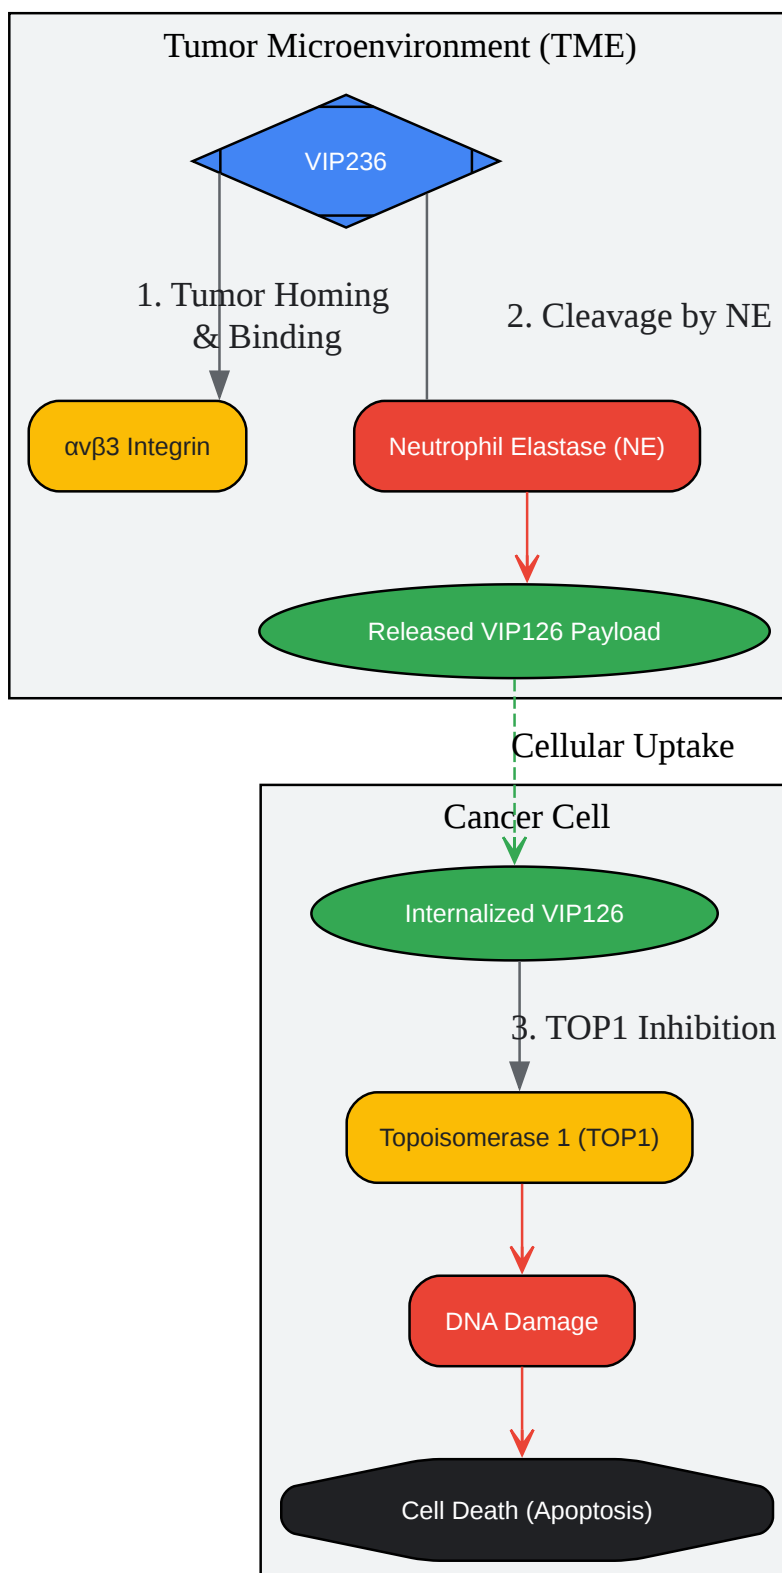 Tumor Microenvironment (TME)
VIP236
1. Tumor Homing
& Binding
2. Cleavage by NE
αvβ3 Integrin
Neutrophil Elastase (NE)
Released VIP126 Payload
Cellular Uptake
Cancer Cell
Internalized VIP126
3. TOP1 Inhibition
Topoisomerase 1 (TOP1)
DNA Damage
Cell Death (Apoptosis)